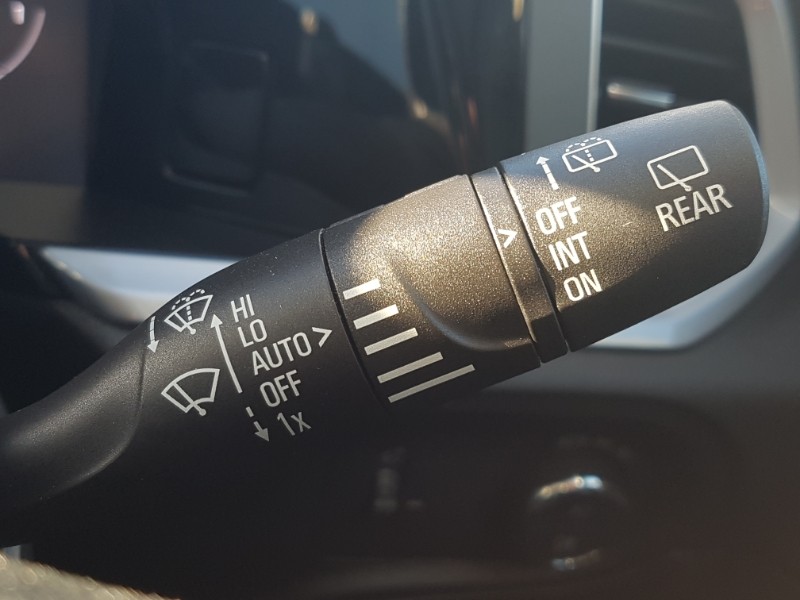 HI
LO
AUTO >
OFF
1x
>
OFF
INT
ON
REAR